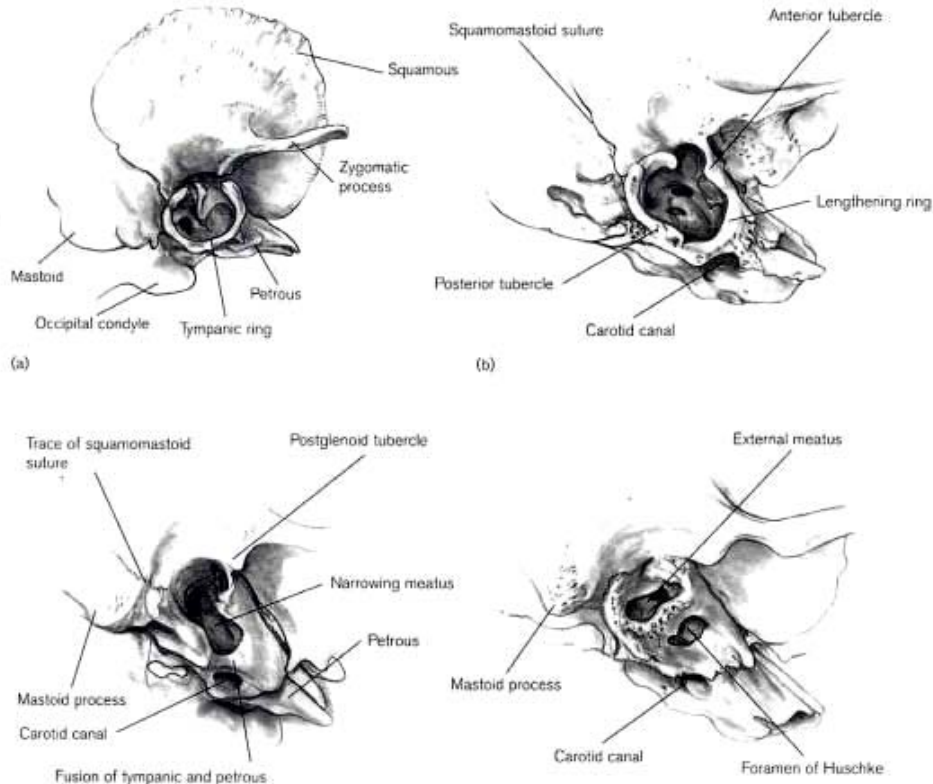 Squamous
Zygomatic
process
Mastoid
Petrous
Occipital condyle
Tympanic ring
(a)
Anterior tubercle
Squamomastoid suture
Lengthening ring
Posterior tubercle
Carotid canal
(b)
Trace of squamomastoid
suture
Postglenoid tubercle
Narrowing meatus
Petrous
Mastoid process
Carotid canal
Fusion of tympanic and petrous
External meatus
Mastoid process
Carotid canal
Foramen of Huschke